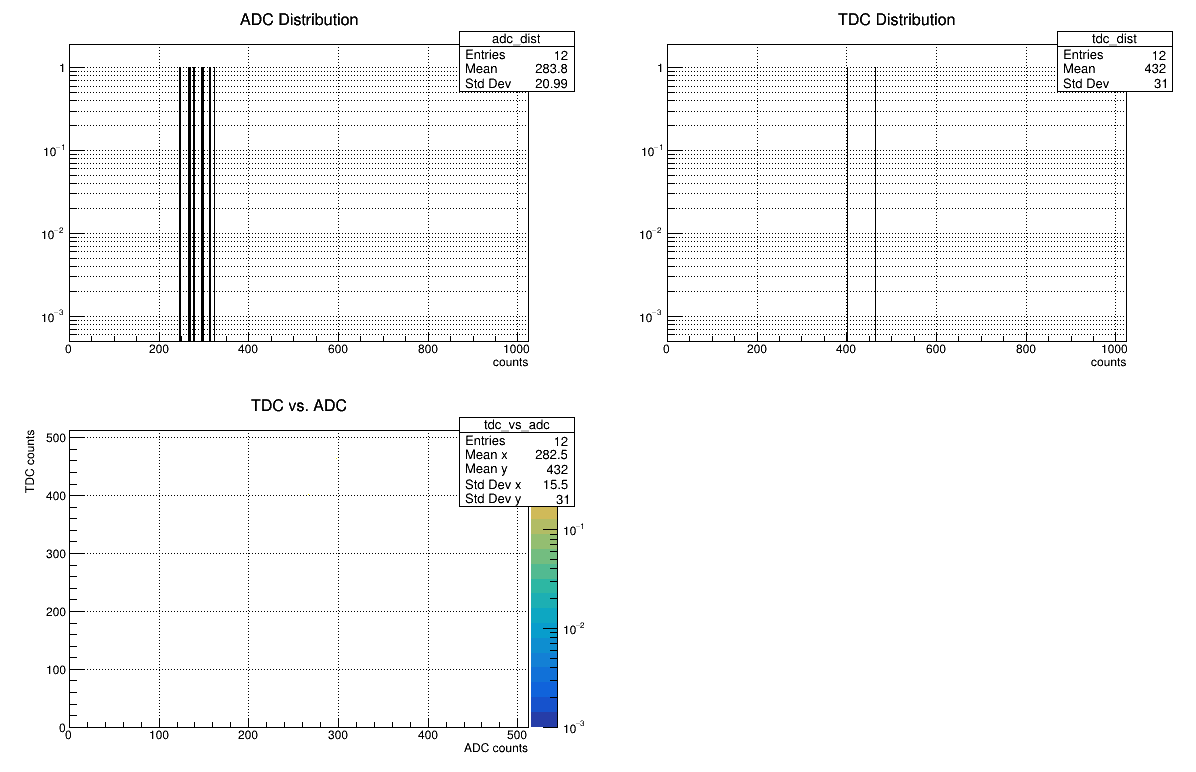 ADC Distribution
adc_dist
Entries 12
Mean 283.8
Std Dev 20.99
1
10⁻¹
10⁻²
10⁻³
0 200 400 600 800 1000
counts
TDC Distribution
tdc_dist
Entries 12
Mean 432
Std Dev 31
1
10⁻¹
10⁻²
10⁻³
0 200 400 600 800 1000
counts
TDC vs. ADC
tdc_vs_adc
Entries 12
Mean x 282.5
Mean y 432
Std Dev x 15.5
Std Dev y 31
TDC counts
500
400
300
200
100
0
0 100 200 300 400 500
ADC counts
10⁻¹
10⁻²
10⁻³